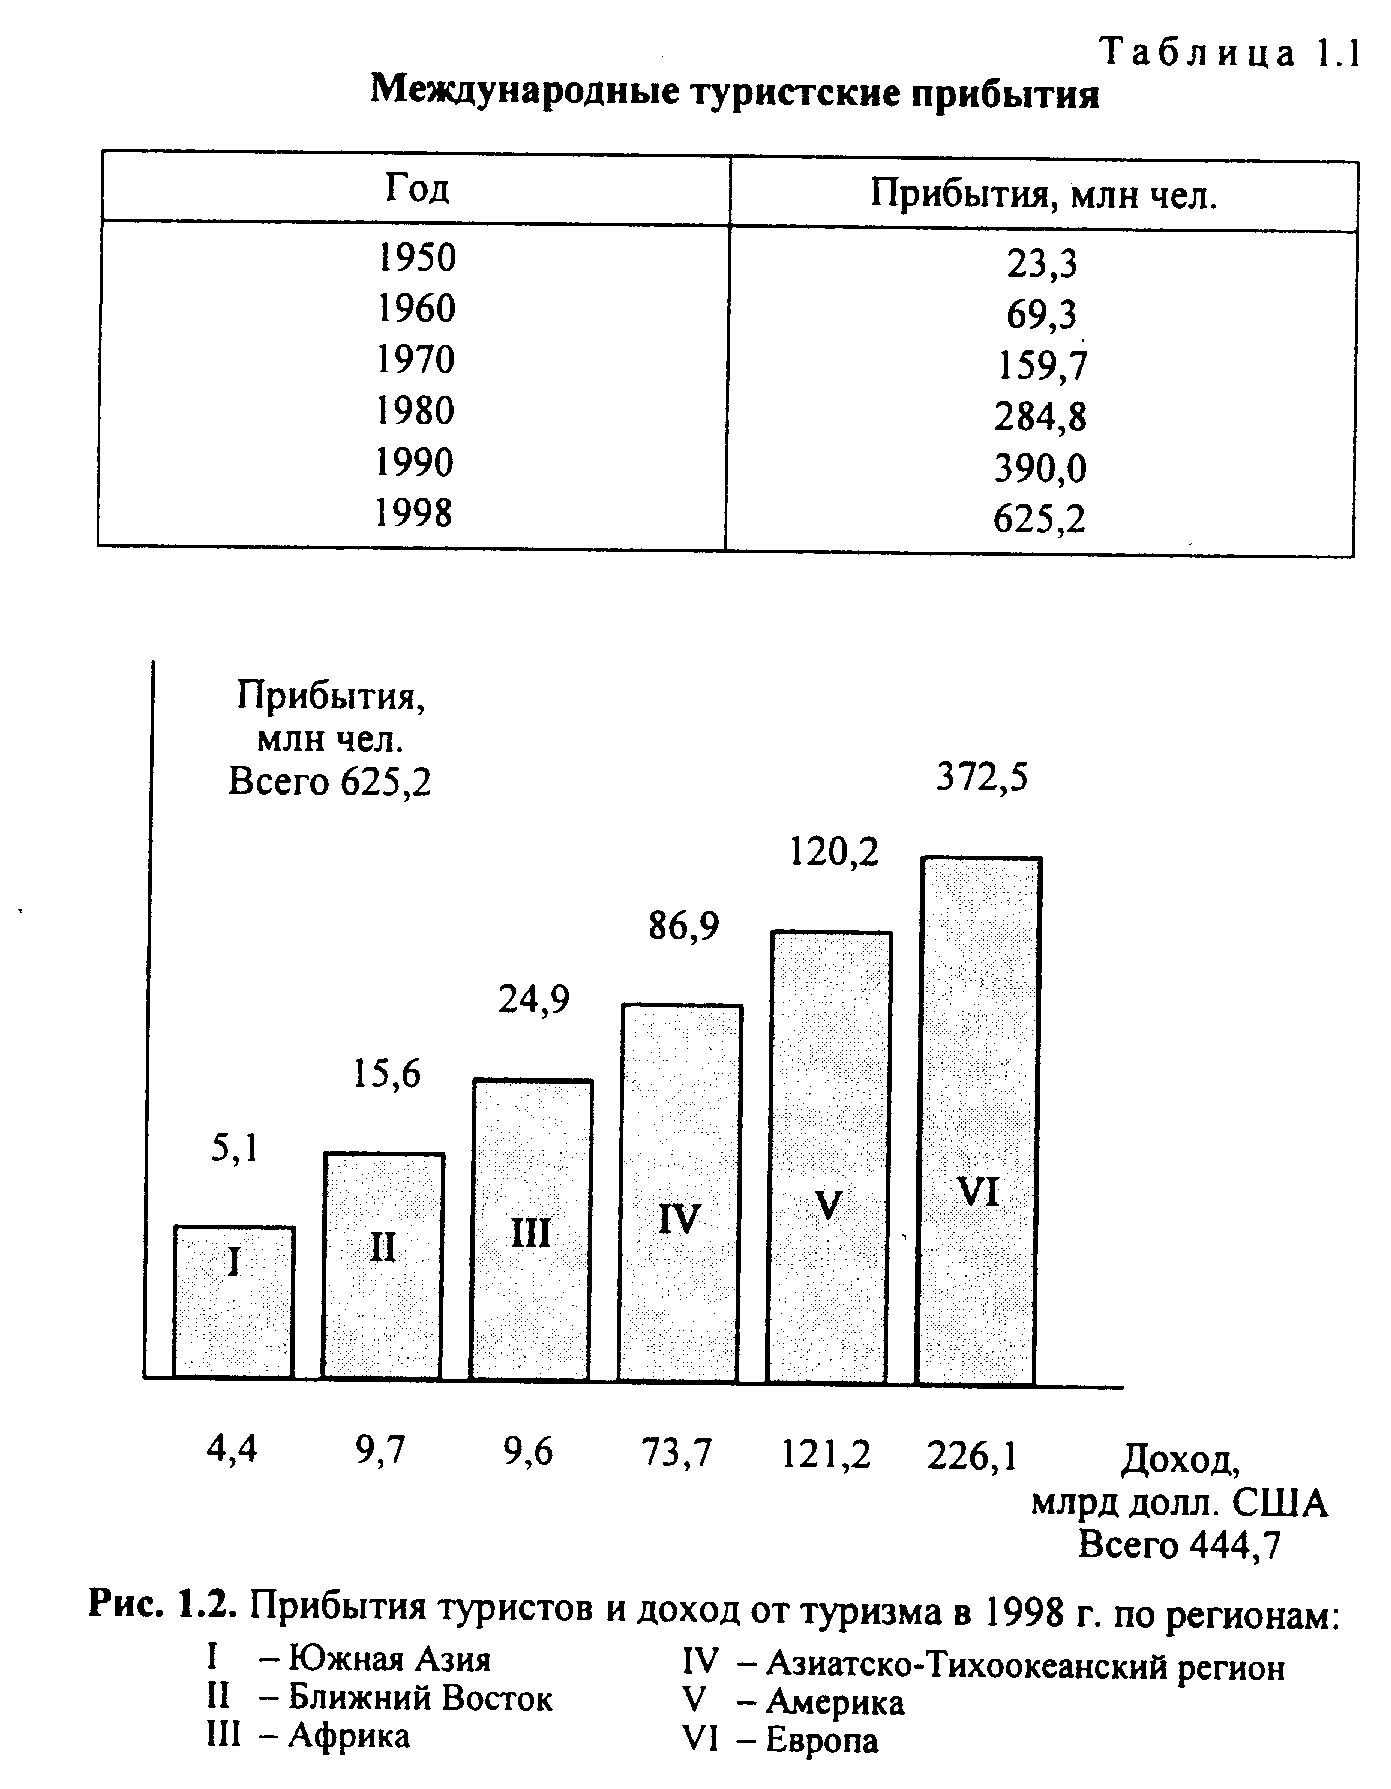 Таблица 1.1
Международные туристские прибытия
Год Прибытия, млн чел.
1950 23,3
1960 69,3
1970 159,7
1980 284,8
1990 390,0
1998 625,2
Прибытия,
млн чел.
Всего 625,2
372,5
120,2
86,9
24,9
15,6
5,1
I II III IV V VI
4,4 9,7 9,6 73,7 121,2 226,1 Доход,
млрд долл. США
Всего 444,7
Рис. 1.2. Прибытия туристов и доход от туризма в 1998 г. по регионам:
I – Южная Азия IV – Азиатско-Тихоокеанский регион
II – Ближний Восток V – Америка
III – Африка VI – Европа